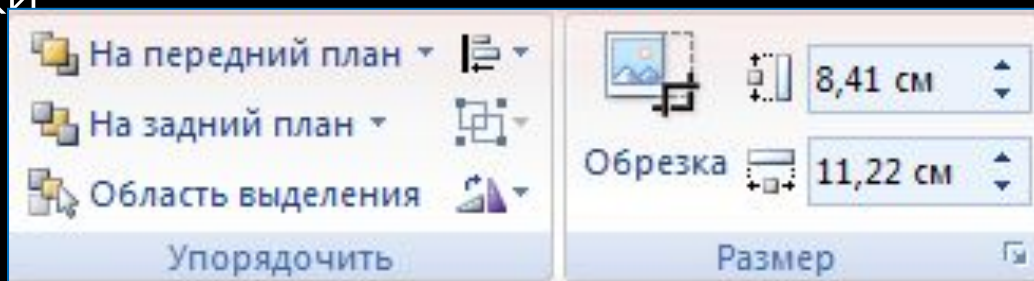 На передний план
На задний план
Область выделения
Упорядочить
Обрезка
8,41 см
11,22 см
Размер